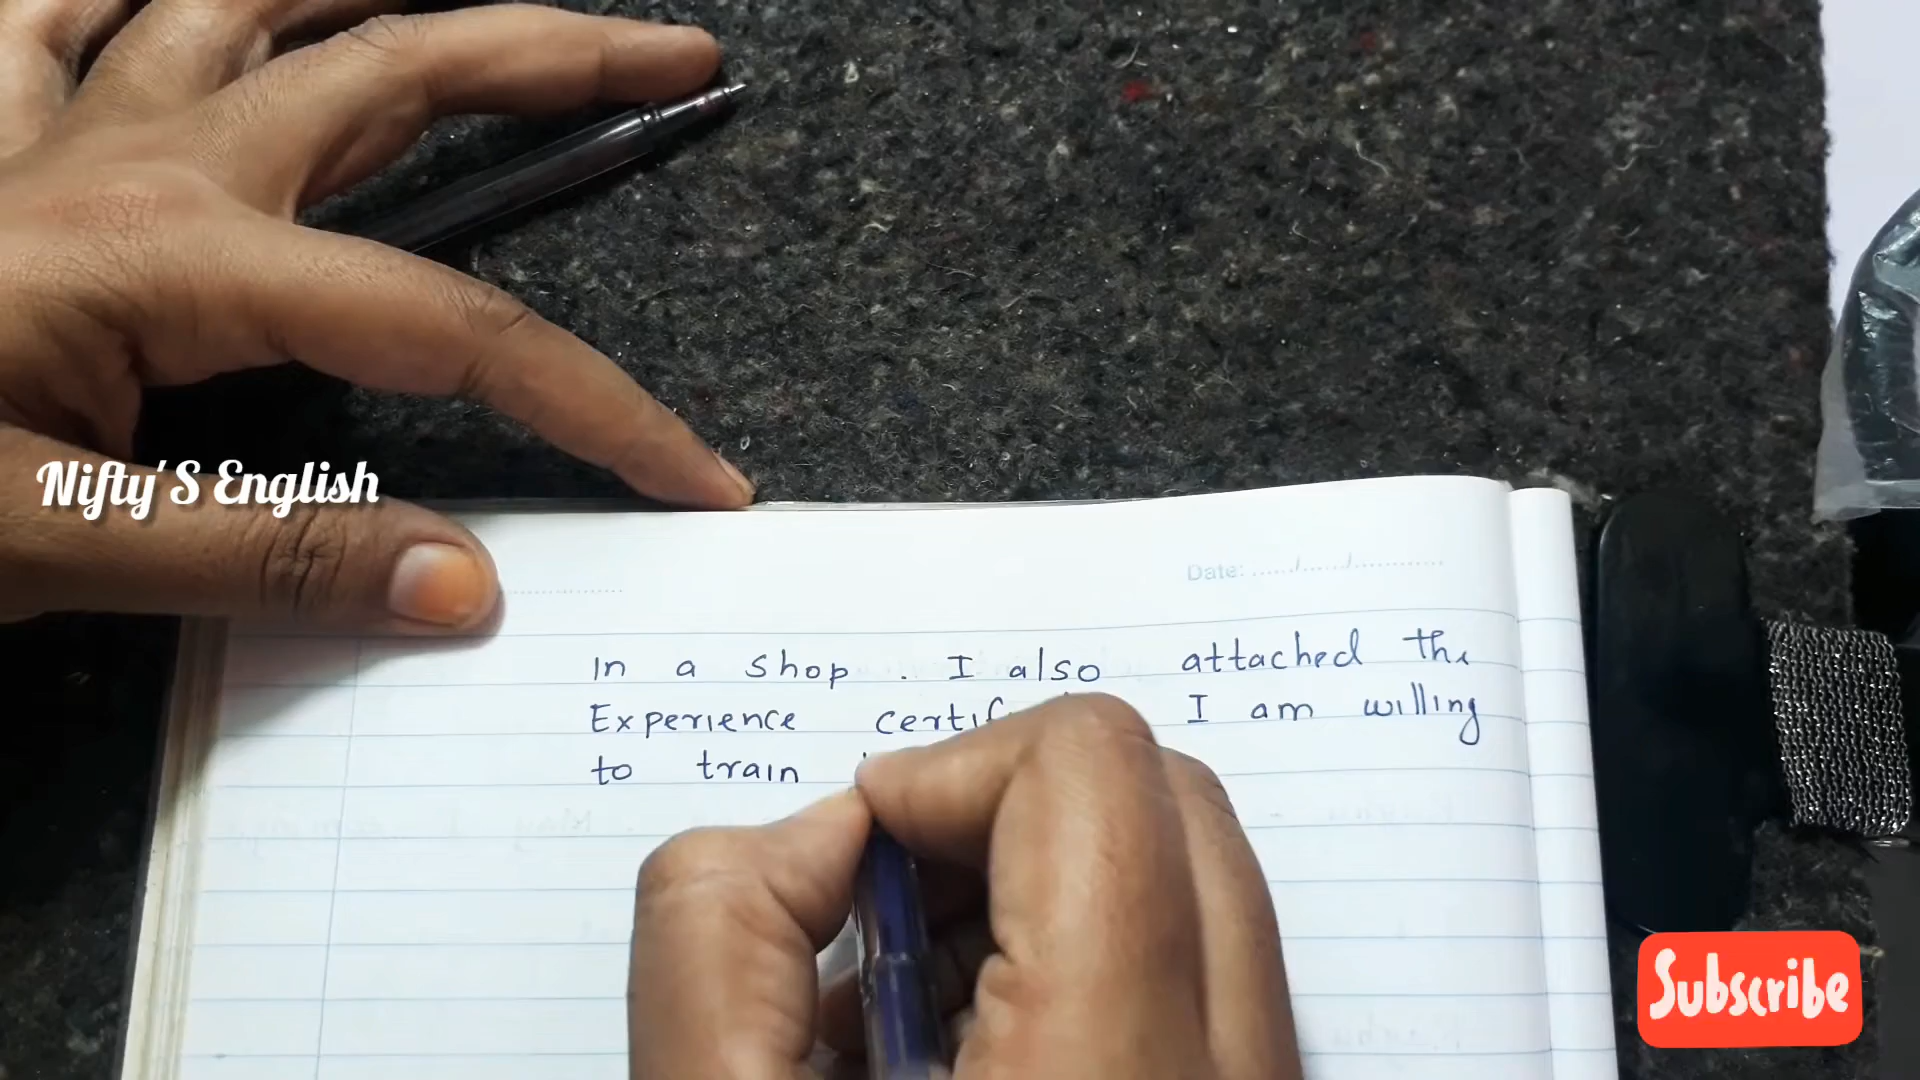 Nifty'S English
Date: ....../....../............
In a shop . I also attached the
Experience I am willing
to train
Subscribe